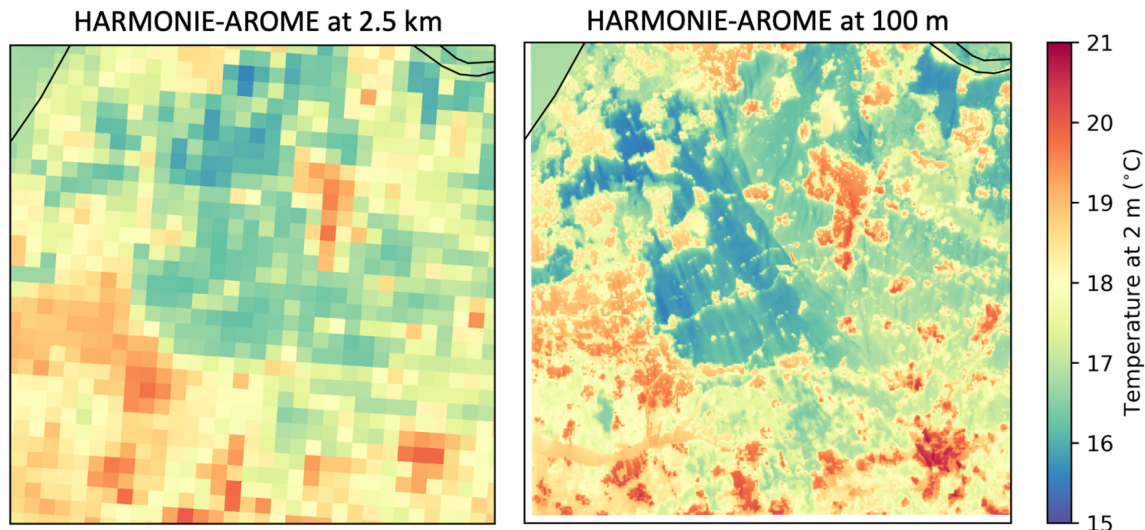 HARMONIE-AROME at 2.5 km
HARMONIE-AROME at 100 m
21
20
19
18
17
16
15
Temperature at 2 m (°C)